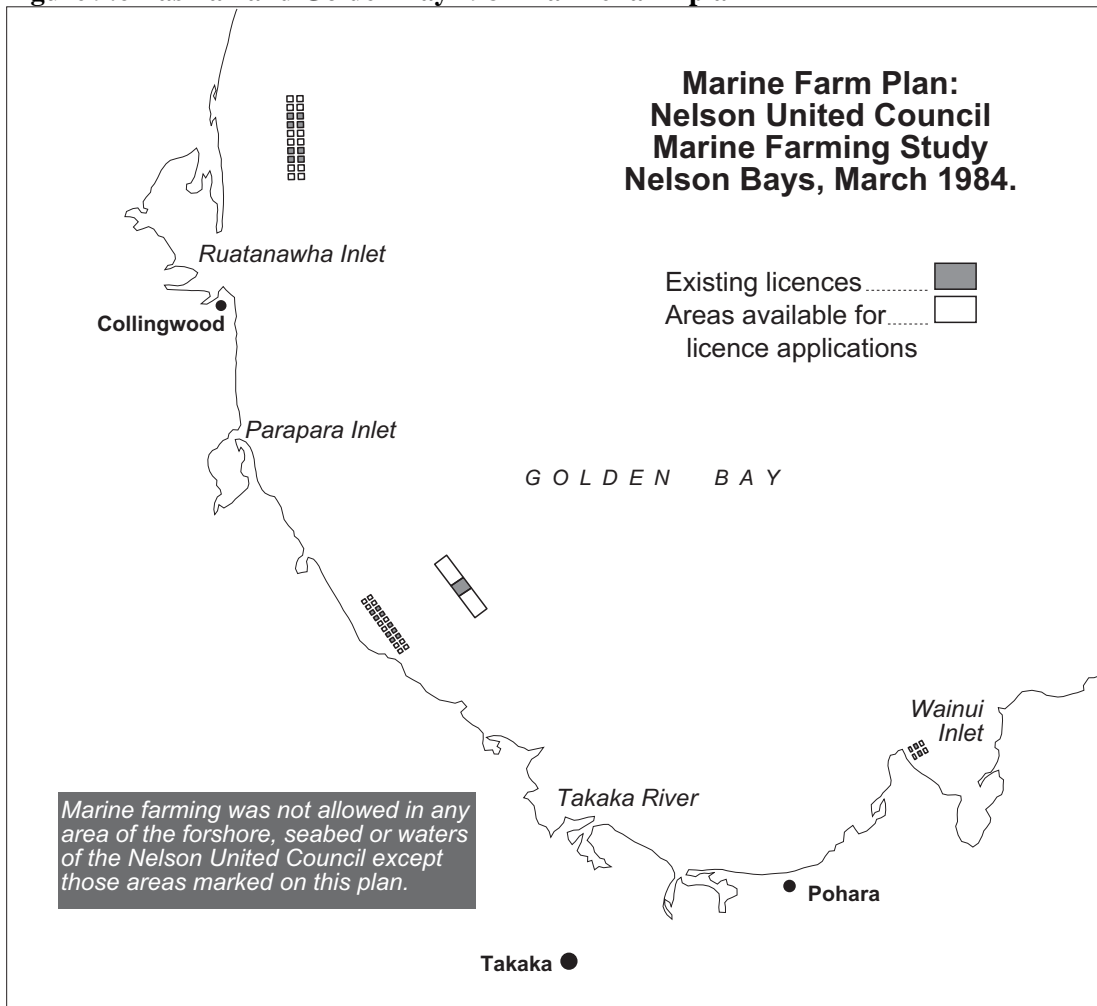 Marine Farm Plan:
Nelson United Council
Marine Farming Study
Nelson Bays, March 1984.
Existing licences
Areas available for
licence applications
Ruatanawha Inlet
Collingwood
Parapara Inlet
GOLDEN BAY
Wainui
Inlet
Takaka River
Marine farming was not allowed in any
area of the forshore, seabed or waters
of the Nelson United Council except
those areas marked on this plan.
Pohara
Takaka